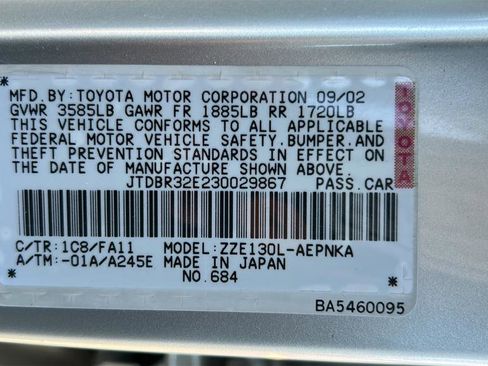 MFD.BY:TOYOTA MOTOR CORPORATION 09/02
GVWR 3585LB GAWR FR 1885LB RR 1720LB
THIS VEHICLE CONFORMS TO ALL APPLICABLE
FEDERAL MOTOR VEHICLE SAFETY,BUMPER,AND
THEFT PREVENTION STANDARDS IN EFFECT ON
THE DATE OF MANUFACTURE SHOWN ABOVE.
JTDBR32E230029867 PASS.CAR
C/TR:1C8/FA11 MODEL:ZZE130L-AEPNKA
A/TM:-01A/A245E MADE IN JAPAN
NO.684
BA5460095
TOYOTA